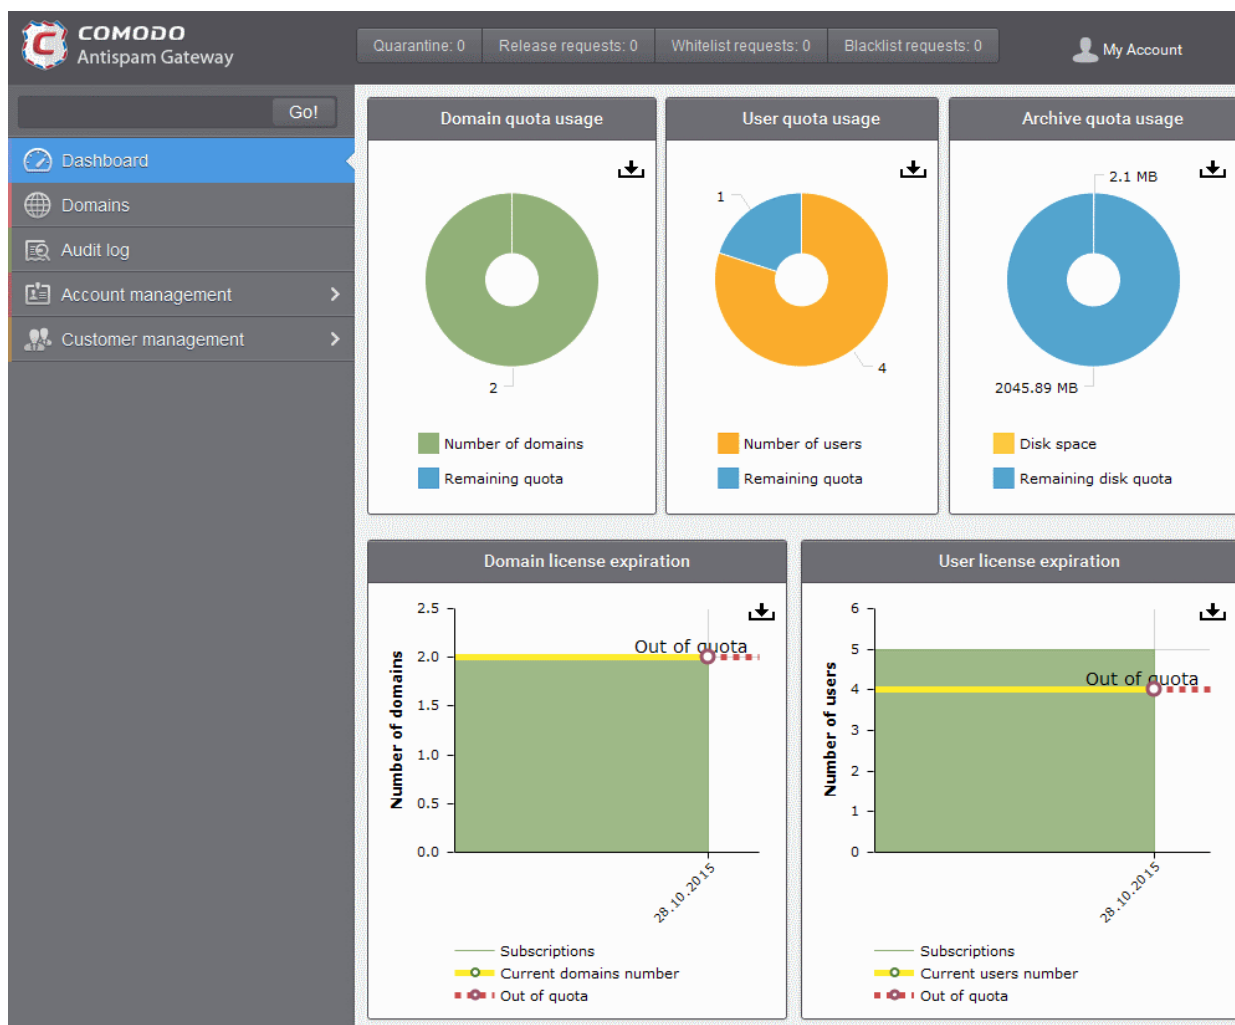 COMODO
Antispam Gateway
Quarantine: 0
Release requests: 0
Whitelist requests: 0
Blacklist requests: 0
My Account
Go!
Dashboard
Domains
Audit log
Account management
Customer management
Domain quota usage
2
Number of domains
Remaining quota
User quota usage
1
4
Number of users
Remaining quota
Archive quota usage
2.1 MB
2045.89 MB
Disk space
Remaining disk quota
Domain license expiration
Number of domains
2.5
2.0
1.5
1.0
0.5
0.0
Out of quota
28.10.2015
Subscriptions
Current domains number
Out of quota
User license expiration
Number of users
6
5
4
3
2
1
0
Out of quota
28.10.2015
Subscriptions
Current users number
Out of quota